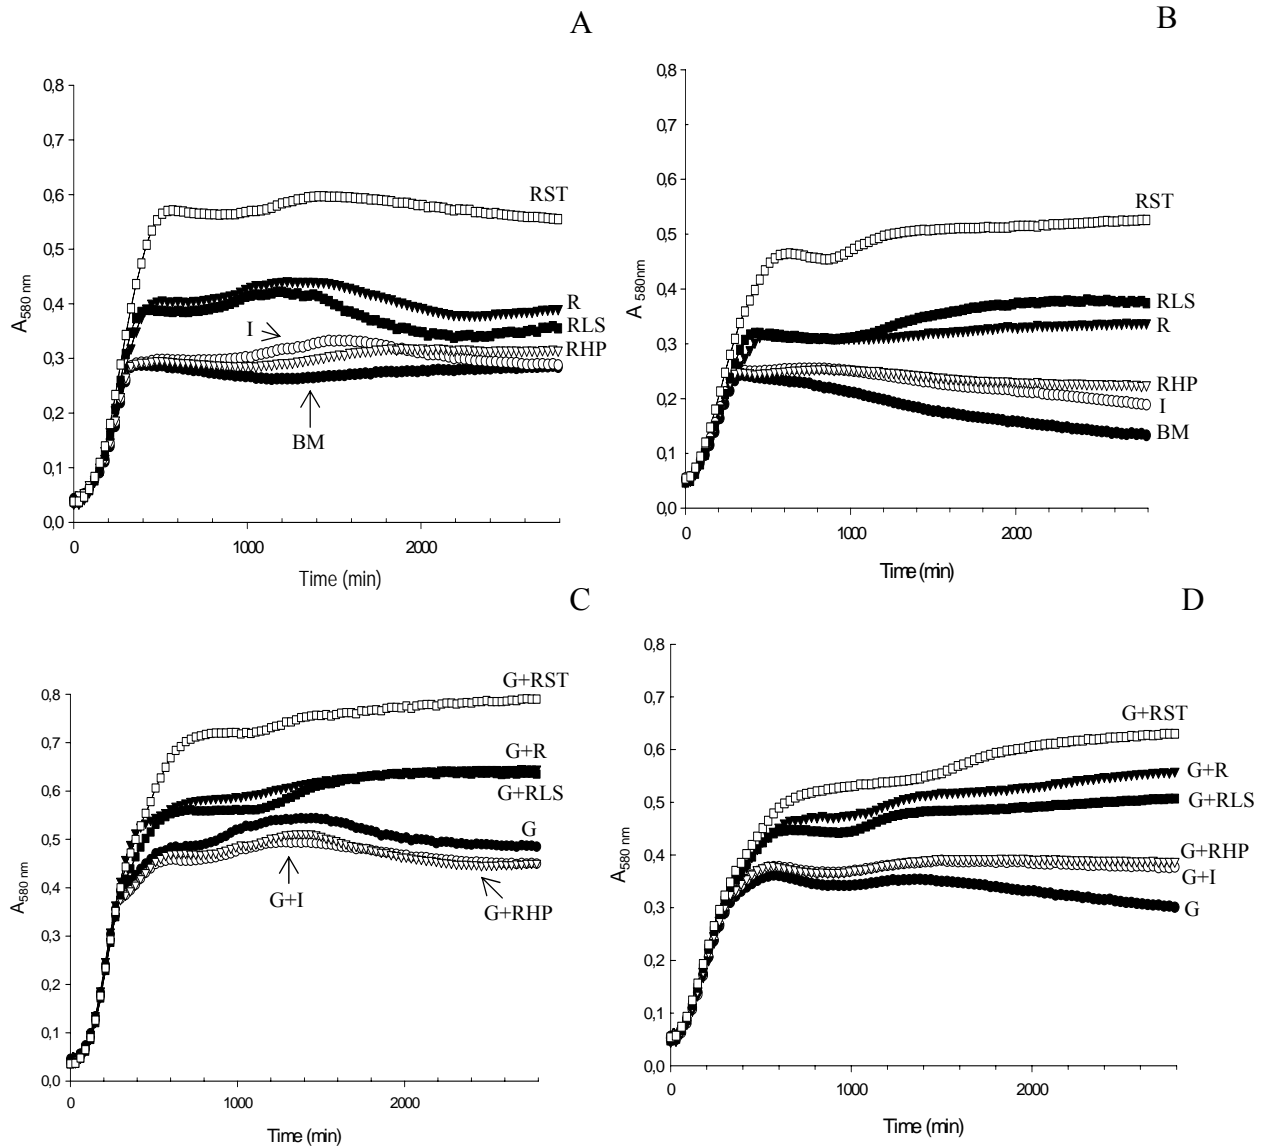 A
0,8
0,7
0,6
0,5
0,4
0,3
0,2
0,1
0,0
A580 nm
RST
R
RLS
RHP
I
BM
0
1000
2000
Time (min)
B
0,8
0,7
0,6
0,5
0,4
0,3
0,2
0,1
0,0
A 580nm
RST
RLS
R
RHP
I
BM
0
1000
2000
Time (min)
C
0,8
0,7
0,6
0,5
0,4
0,3
0,2
0,1
0,0
A580 nm
G+RST
G+R
G+RLS
G
G+I
G+RHP
0
1000
2000
Time (min)
D
0,8
0,7
0,6
0,5
0,4
0,3
0,2
0,1
0,0
A580 nm
G+RST
G+R
G+RLS
G+RHP
G+I
G
0
1000
2000
Time (min)